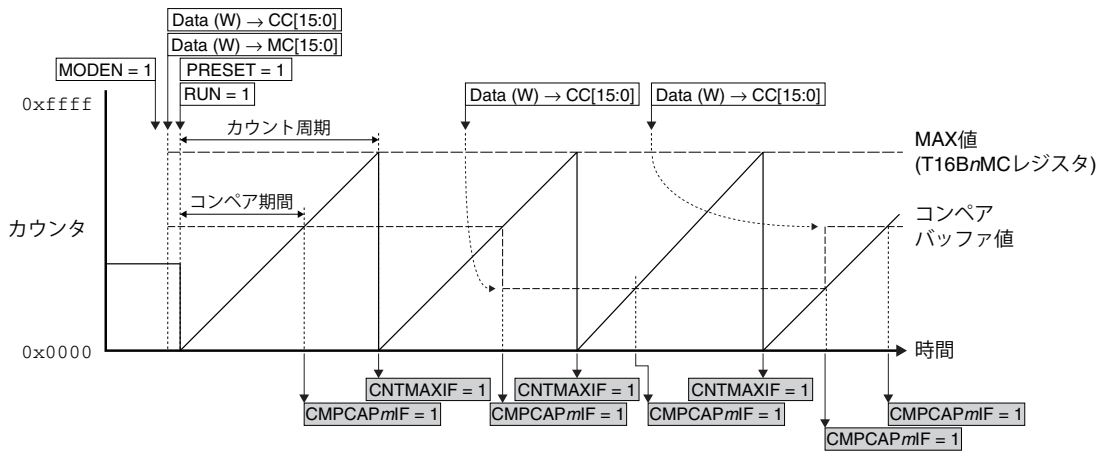 Data (W) → CC[15:0]
Data (W) → MC[15:0]
MODEN = 1
PRESET = 1
RUN = 1
Data (W) → CC[15:0]
Data (W) → CC[15:0]
0xffff
カウント周期
MAX値
(T16BnMCレジスタ)
コンペア期間
カウンタ
コンペア
バッファ値
0x0000
時間
CNTMAXIF = 1
CNTMAXIF = 1
CNTMAXIF = 1
CMPCAPmIF = 1
CMPCAPmIF = 1
CMPCAPmIF = 1
CMPCAPmIF = 1
CMPCAPmIF = 1